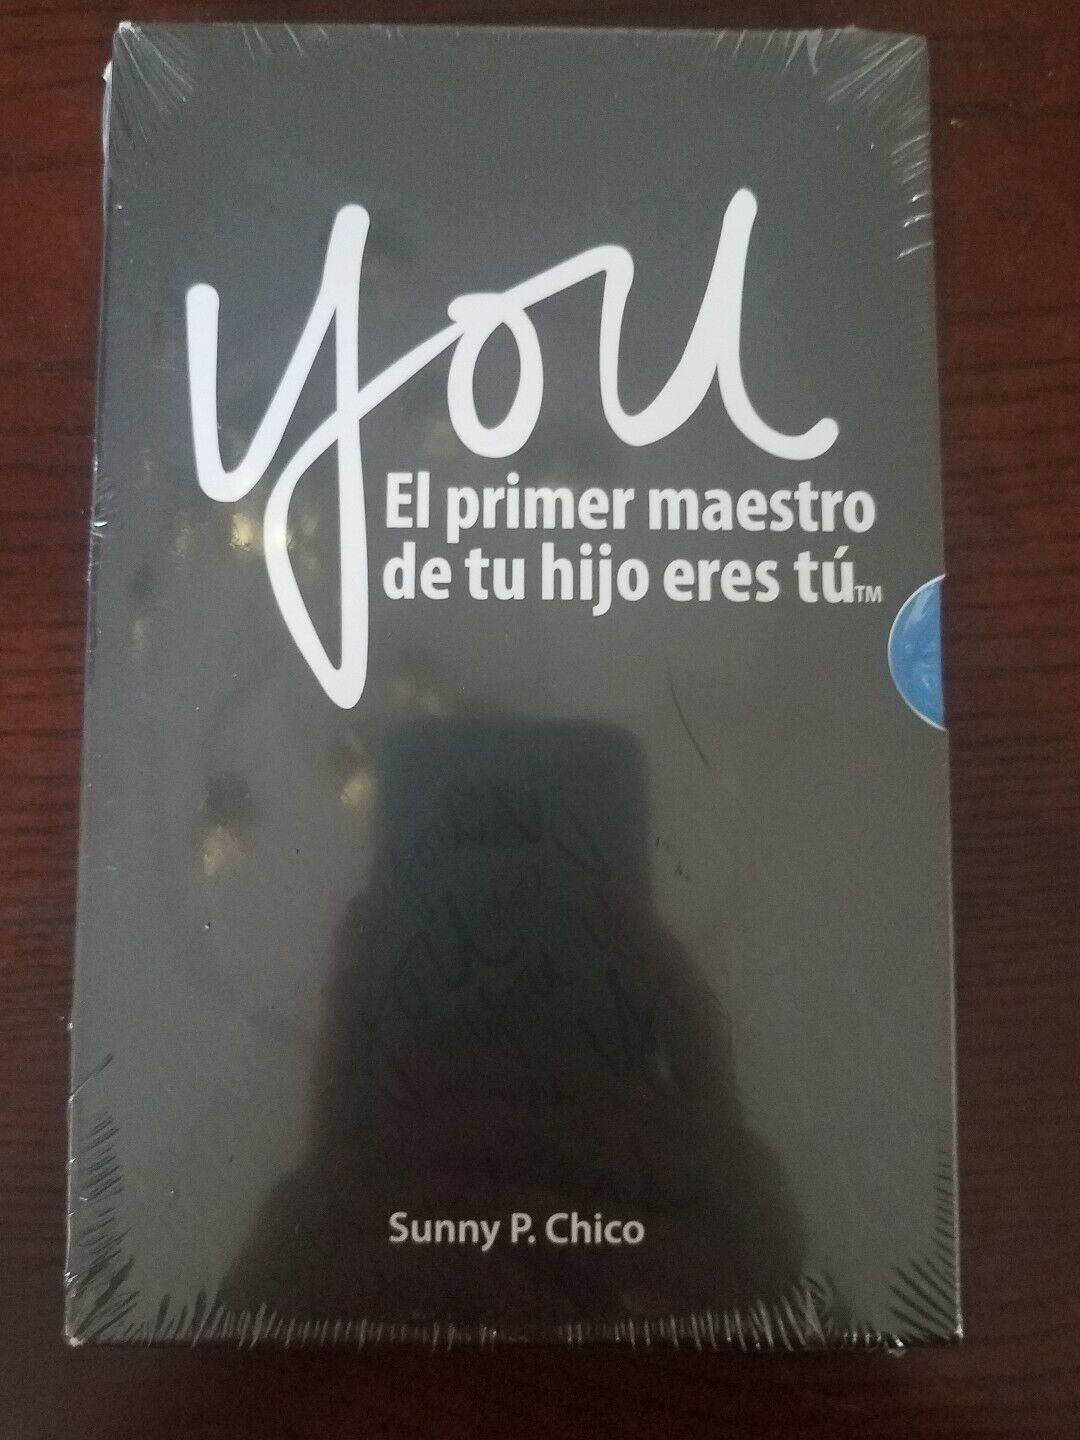 you
El primer maestro
de tu hijo eres tú™
Sunny P. Chico